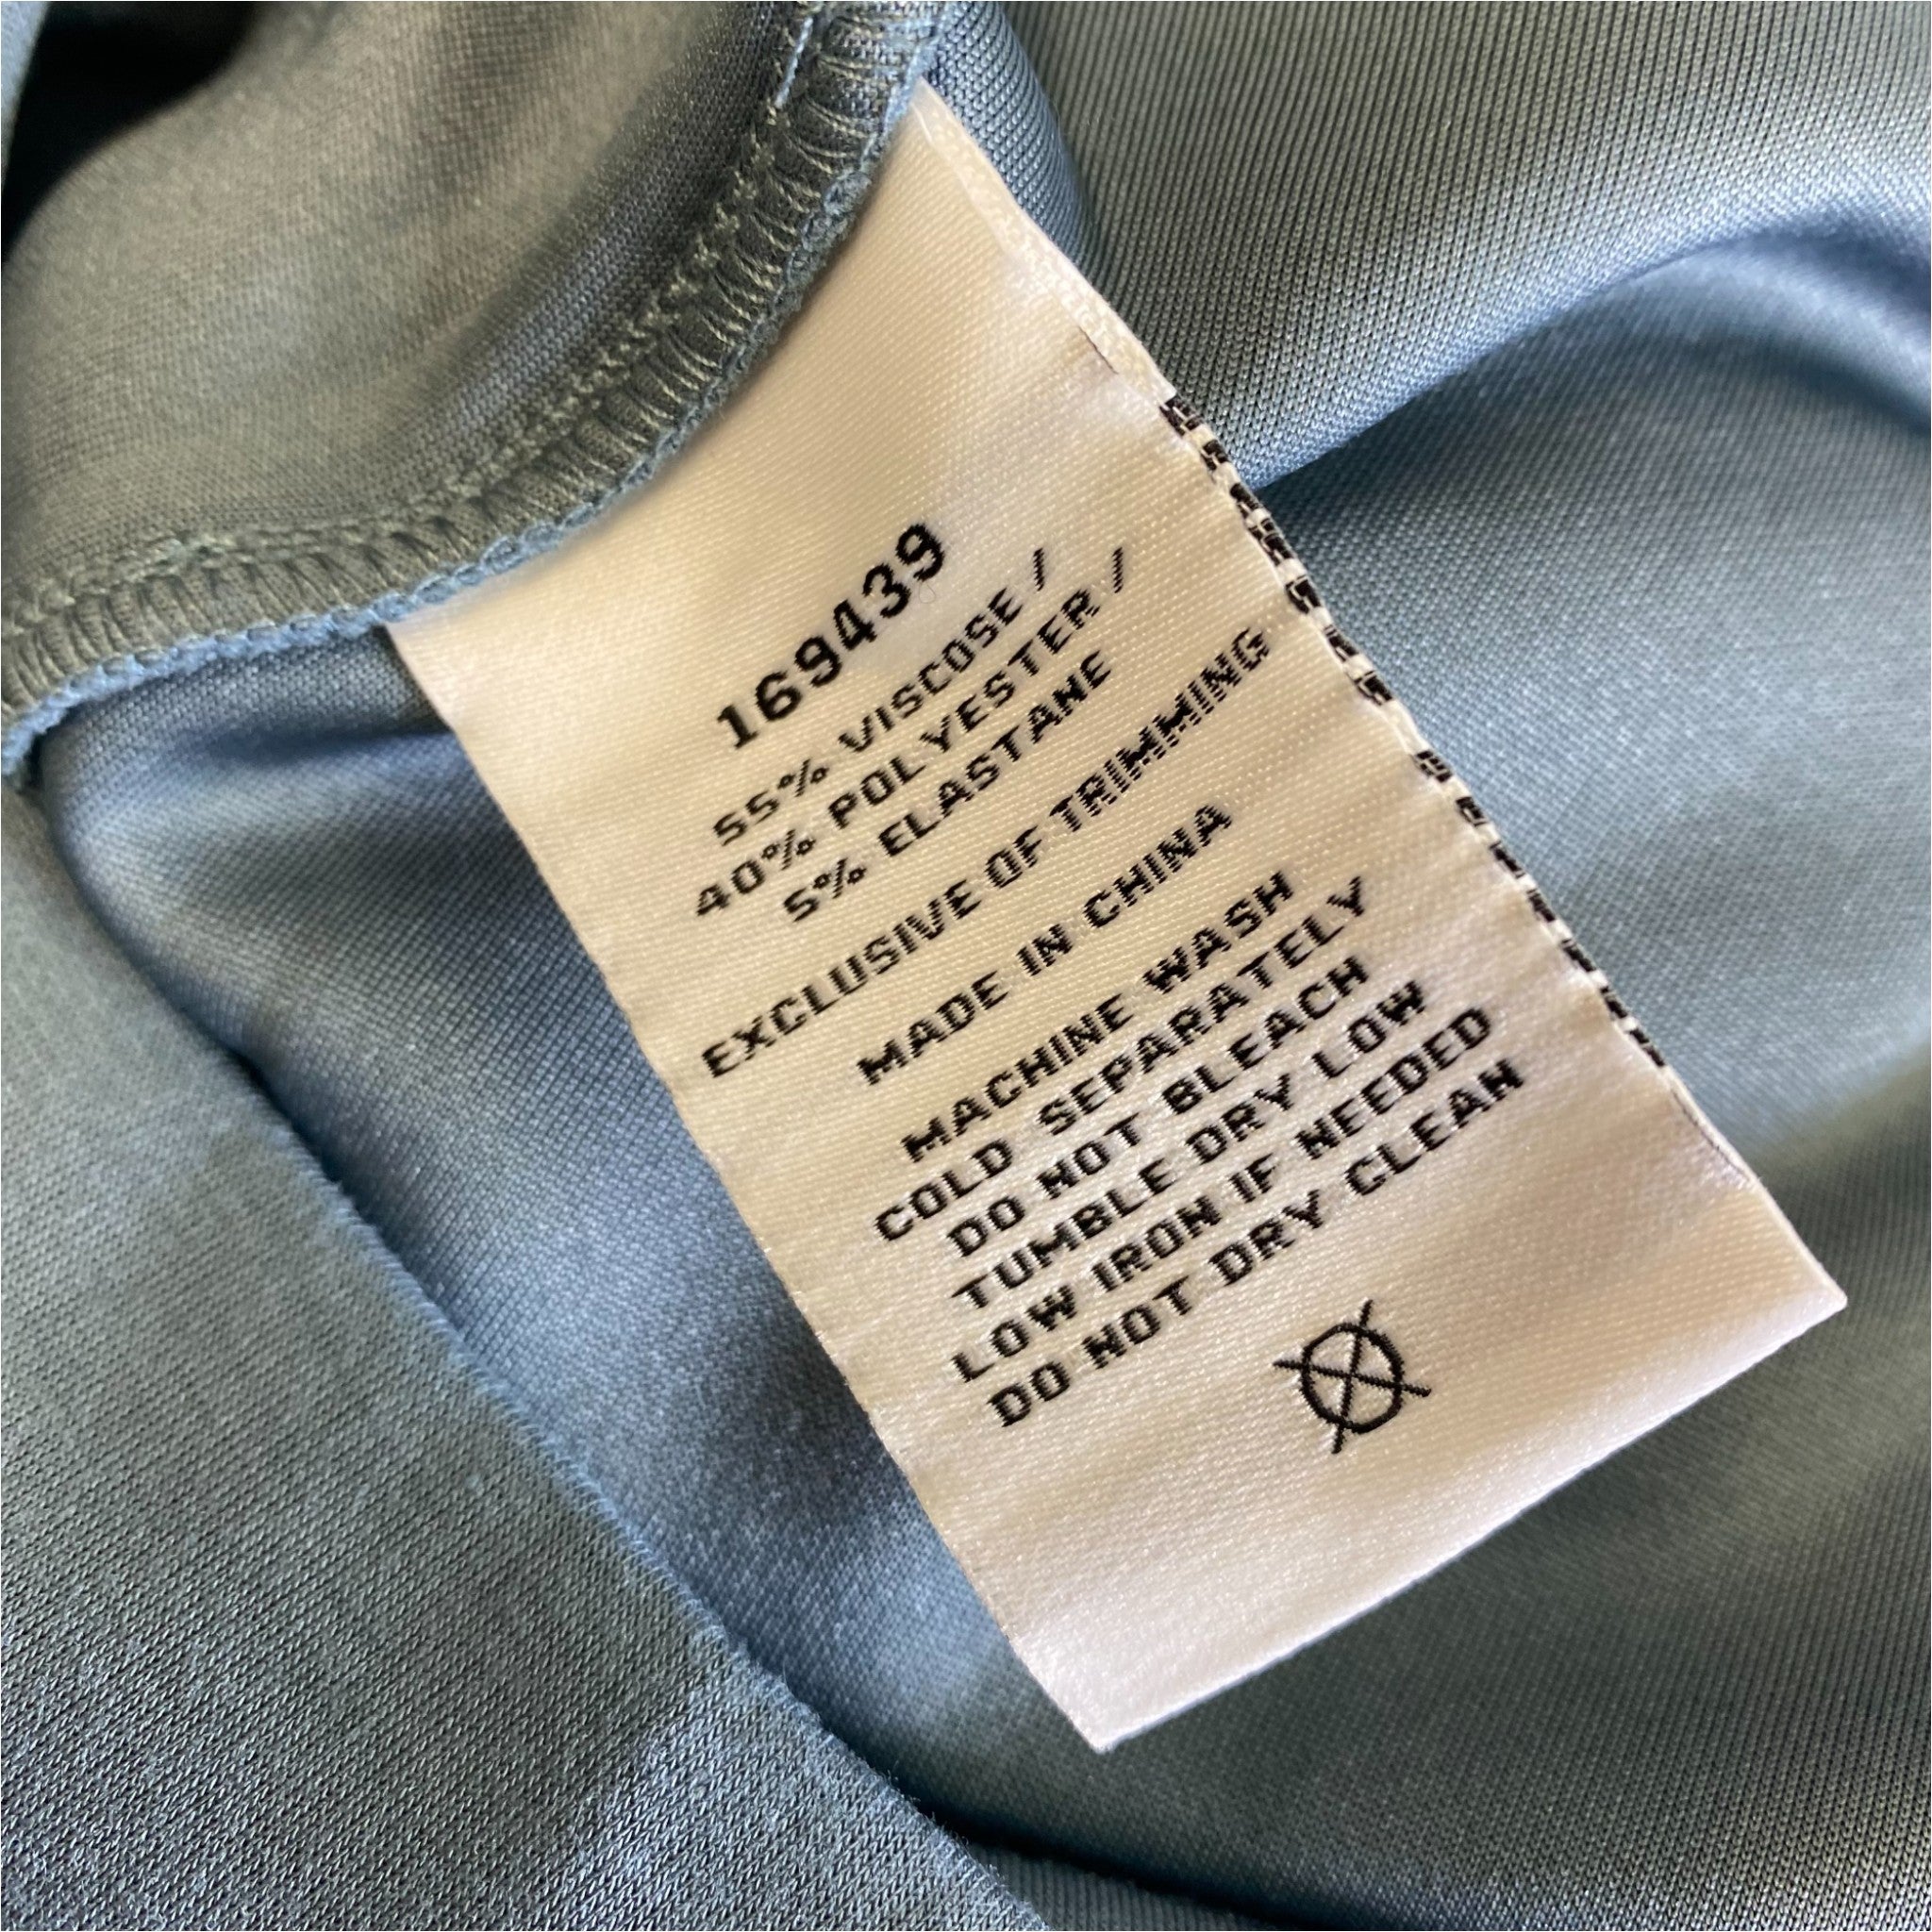 169439
55% VISCOSE /
40% POLYESTER /
5% ELASTANE
EXCLUSIVE OF TRIMMING
MADE IN CHINA
MACHINE WASH
COLD SEPARATELY
DO NOT BLEACH
TUMBLE DRY LOW
LOW IRON IF NEEDED
DO NOT DRY CLEAN